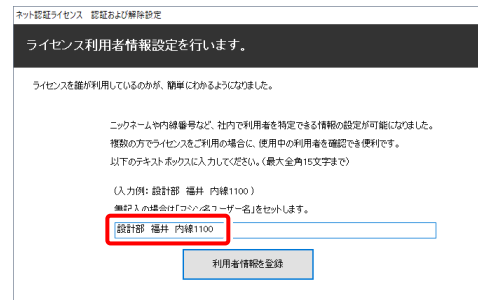 ネット認証ライセンス 認証および解除設定
ライセンス利用者情報設定を行います。
ライセンスを誰が利用しているのかが、簡単にわかるようになりました。
ニックネームや内線番号など、社内で利用者を特定できる情報の設定が可能になりました。
複数の方でライセンスをご利用の場合に、使用中の利用者を確認でき便利です。
以下のテキストボックスに入力してください。(最大全角15文字まで)
(入力例: 設計部 福井 内線1100 )
無記入の場合は「マシン名ユーザー名」をセットします。
設計部 福井 内線1100
利用者情報を登録